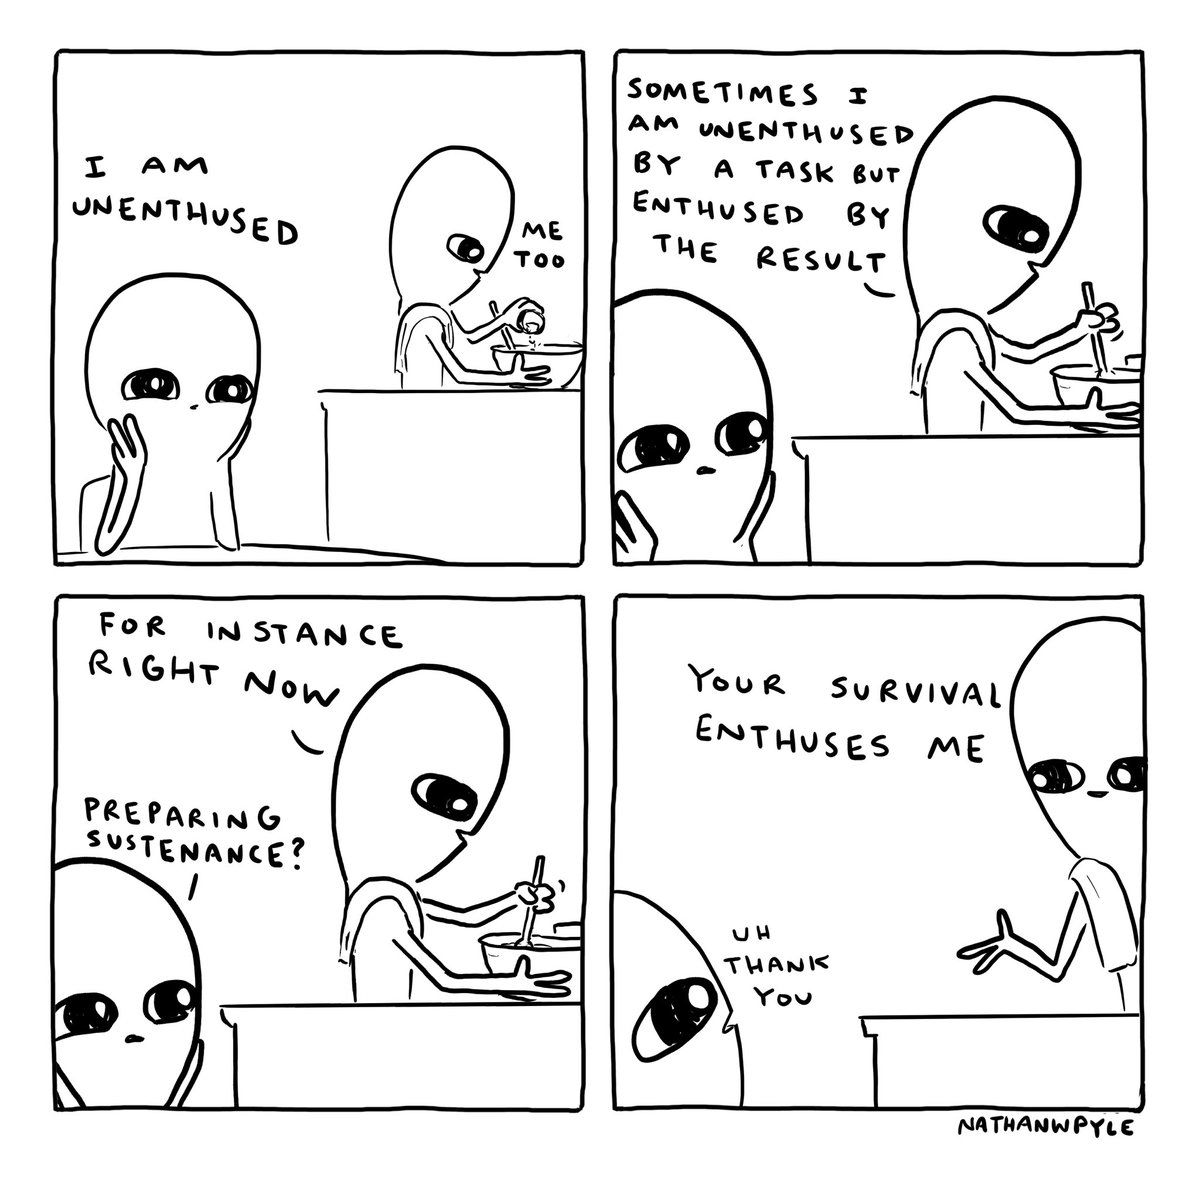 I AM
UNENTHUSED
ME
TOO
SOMETIMES I
AM UNENTHUSED
BY A TASK BUT
ENTHUSED BY
THE RESULT
FOR INSTANCE
RIGHT NOW
PREPARING
SUSTENANCE?
YOUR SURVIVAL
ENTHUSES ME
UH
THANK
YOU
NATHANWPYLE